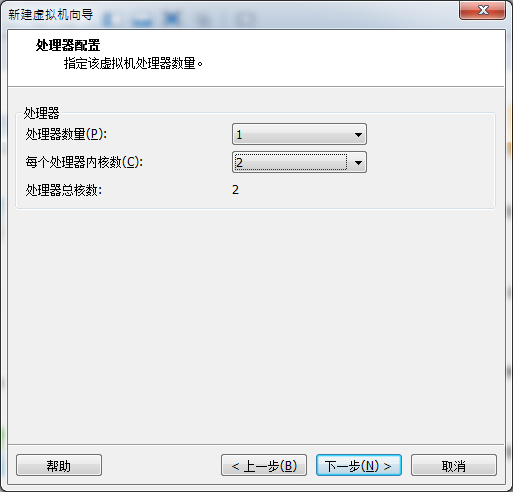 新建虚拟机向导
处理器配置
指定该虚拟机处理器数量。
处理器
处理器数量(P): 1
每个处理器内核数(C): 2
处理器总核数: 2
帮助 < 上一步(B) 下一步(N) > 取消